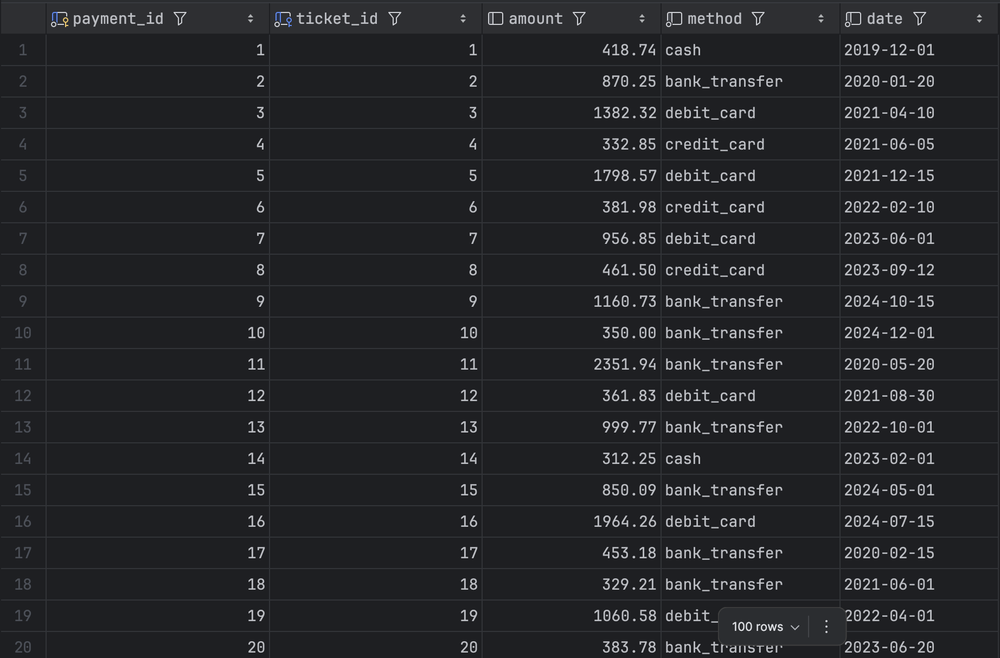 payment_id ticket_id amount method date
1 1 1 418.74 cash 2019-12-01
2 2 2 870.25 bank_transfer 2020-01-20
3 3 3 1382.32 debit_card 2021-04-10
4 4 4 332.85 credit_card 2021-06-05
5 5 5 1798.57 debit_card 2021-12-15
6 6 6 381.98 credit_card 2022-02-10
7 7 7 956.85 debit_card 2023-06-01
8 8 8 461.50 credit_card 2023-09-12
9 9 9 1160.73 bank_transfer 2024-10-15
10 10 10 350.00 bank_transfer 2024-12-01
11 11 11 2351.94 bank_transfer 2020-05-20
12 12 12 361.83 debit_card 2021-08-30
13 13 13 999.77 bank_transfer 2022-10-01
14 14 14 312.25 cash 2023-02-01
15 15 15 850.09 bank_transfer 2024-05-01
16 16 16 1964.26 debit_card 2024-07-15
17 17 17 453.18 bank_transfer 2020-02-15
18 18 18 329.21 bank_transfer 2021-06-01
19 19 19 1060.58 debit_ 2022-04-01
100 rows
20 20 20 383.78 bank_transfer 2023-06-20